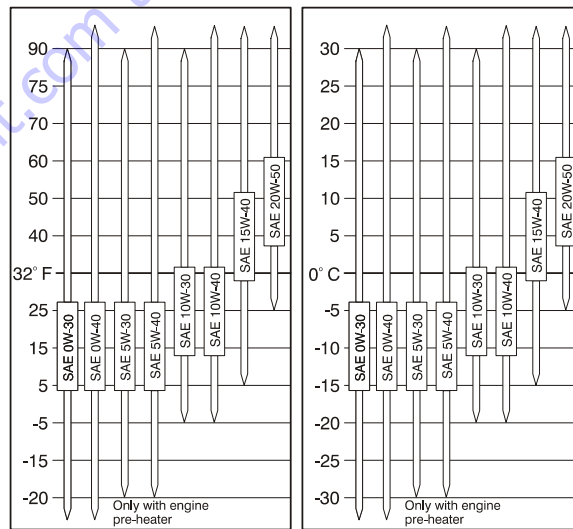 90
75
70
60
50
40
32° F
25
15
5
-5
-15
-20
SAE 0W-30
SAE 0W-40
SAE 5W-30
SAE 5W-40
SAE 10W-30
SAE 10W-40
SAE 15W-40
SAE 20W-50
Only with engine
pre-heater
30
25
20
15
10
5
0° C
-5
-10
-15
-20
-25
-30
SAE 0W-30
SAE 0W-40
SAE 5W-30
SAE 5W-40
SAE 10W-30
SAE 10W-40
SAE 15W-40
SAE 20W-50
Only with engine
pre-heater